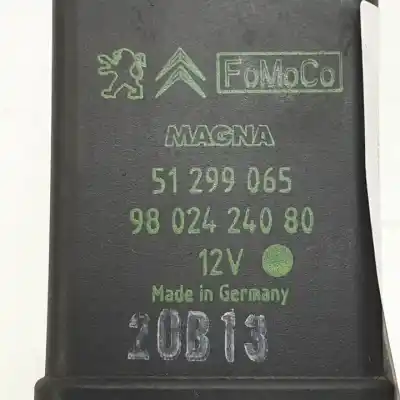 FoMoCo
MAGNA
51 299 065
98 024 240 80
12V
Made in Germany
20B13